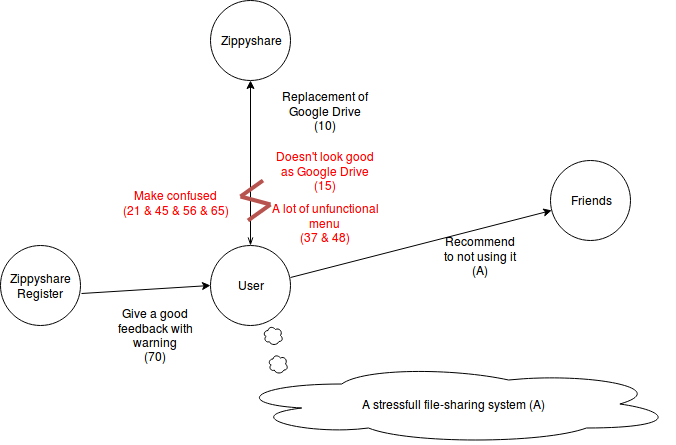 Zippyshare
Replacement of
Google Drive
(10)
Doesn't look good
as Google Drive
(15)
Make confused
(21 & 45 & 56 & 65)
A lot of unfunctional
menu
(37 & 48)
Friends
Recommend
to not using it
(A)
Zippyshare
Register
User
Give a good
feedback with
warning
(70)
A stressfull file-sharing system (A)